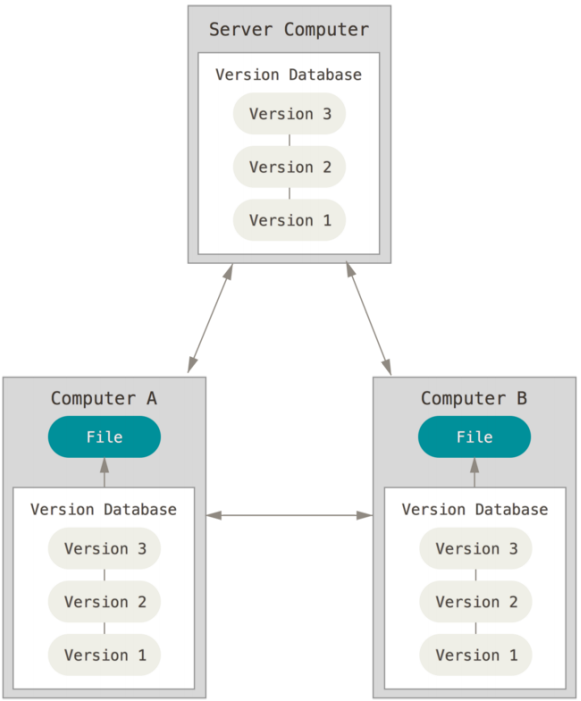 Server Computer
Version Database
Version 3
Version 2
Version 1
Computer A
File
Version Database
Version 3
Version 2
Version 1
Computer B
File
Version Database
Version 3
Version 2
Version 1